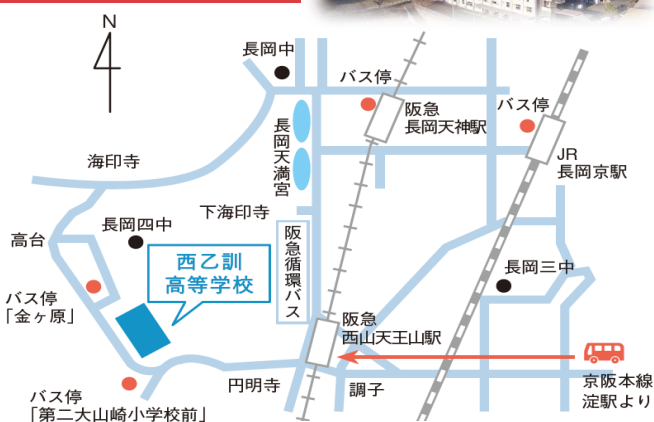 N
長岡中
バス停
阪急
長岡天神駅
バス停
JR
長岡京駅
長岡天満宮
海印寺
下海印寺
長岡四中
高台
西乙訓
高等学校
阪急循環バス
長岡三中
バス停
「金ヶ原」
阪急
西山天王山駅
円明寺
調子
京阪本線
淀駅より
バス停
「第二大山崎小学校前」